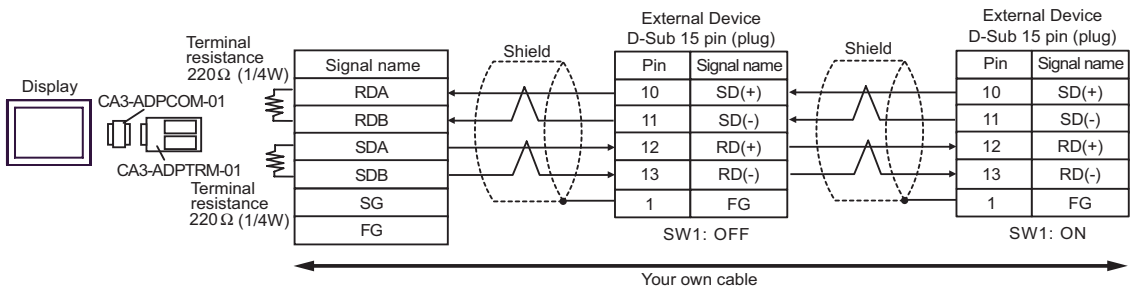 Display
CA3-ADPCOM-01
CA3-ADPTRM-01
Terminal
resistance
220Ω (1/4W)
Terminal
resistance
220Ω (1/4W)
Signal name
RDA
RDB
SDA
SDB
SG
FG
Shield
External Device
D-Sub 15 pin (plug)
Pin Signal name
10 SD(+)
11 SD(-)
12 RD(+)
13 RD(-)
1 FG
SW1: OFF
Shield
External Device
D-Sub 15 pin (plug)
Pin Signal name
10 SD(+)
11 SD(-)
12 RD(+)
13 RD(-)
1 FG
SW1: ON
Your own cable